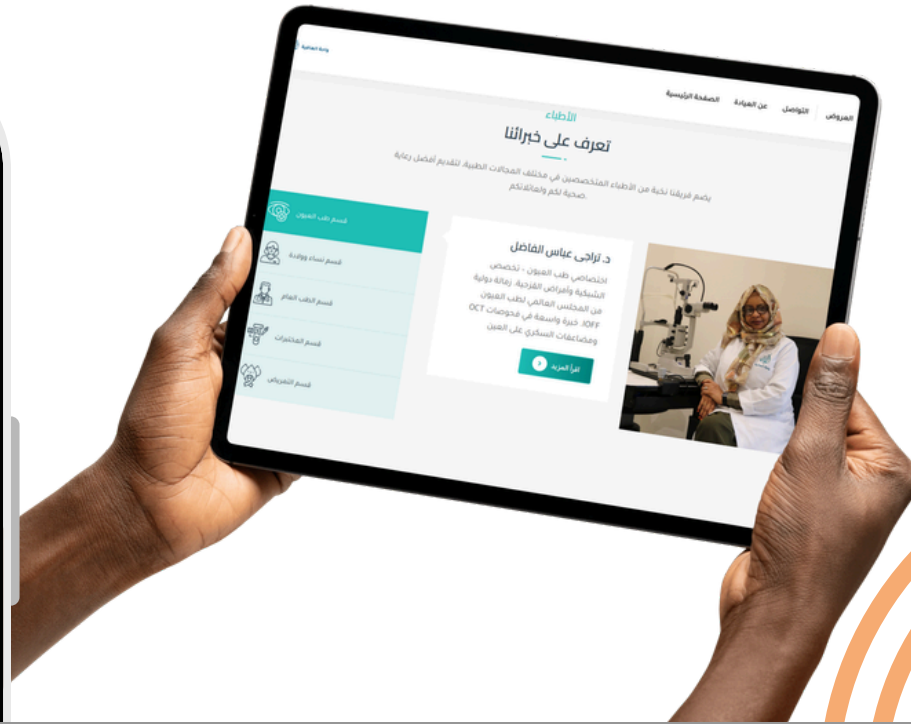 واحة العافية
الصفحة الرئيسية
عن العيادة
التواصل
العروض
الأطباء
تعرف على خبرائنا
يضم فريقنا نخبة من الأطباء المتخصصين في مختلف المجالات الطبية، لتقديم أفضل رعاية
صحية لكم ولعائلاتكم.
د. تراجي عباس الفاضل
اختصاصي طب العيون ، تخصص
الشبكية وأمراض القزحية. زمالة دولية
من المجلس العالمي لطب العيون
IOFF. خبرة واسعة في فحوصات OCT
ومضاعفات السكري على العين
اقرأ المزيد
قسم طب العيون
قسم نساء وولادة
قسم الطب العام
قسم المختبرات
قسم التمريض